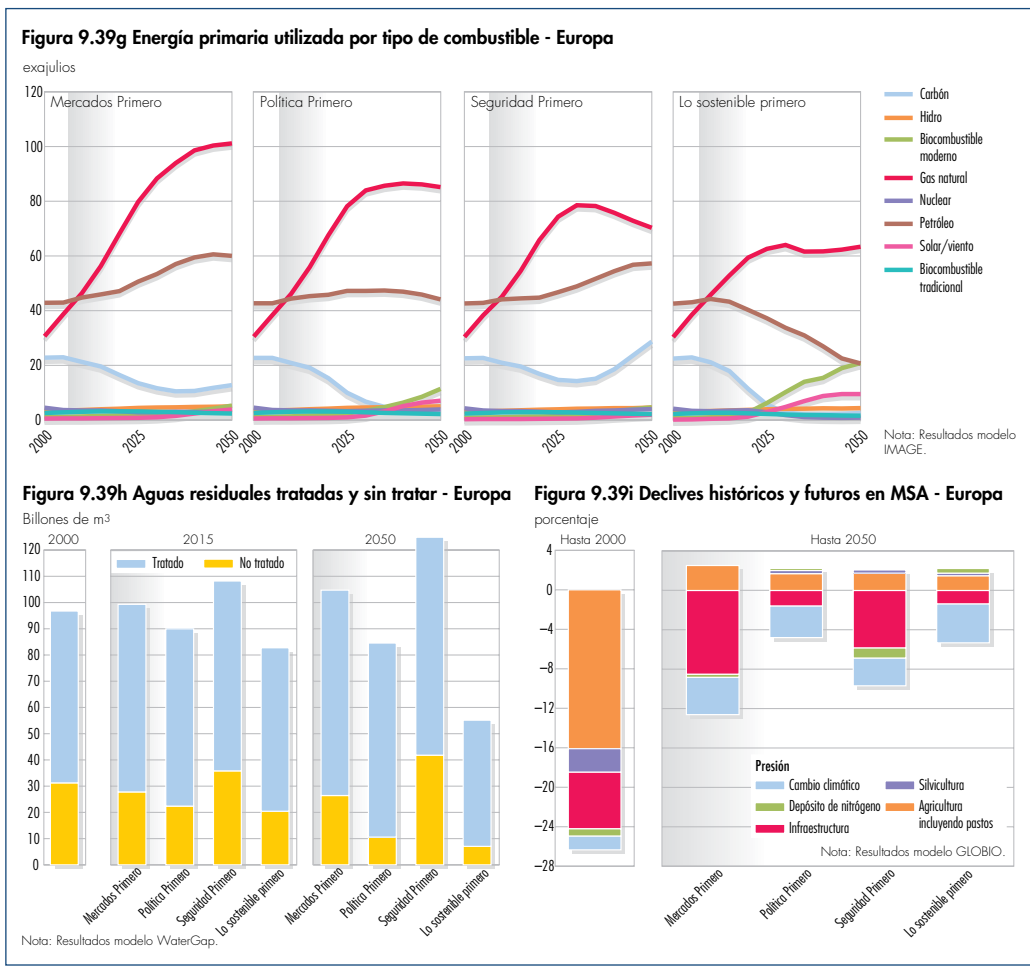 Figura 9.39g Energía primaria utilizada por tipo de combustible - Europa
exajulios
120
100
80
60
40
20
0
Mercados Primero
Política Primero
Seguridad Primero
Lo sostenible primero
2000
2025
2050
2000
2025
2050
2000
2025
2050
2000
2025
2050
Carbón
Hidro
Biocombustible
moderno
Gas natural
Nuclear
Petróleo
Solar/viento
Biocombustible
tradicional
Nota: Resultados modelo
IMAGE.
Figura 9.39h Aguas residuales tratadas y sin tratar - Europa
Billones de m3
2000
2015
2050
120
110
100
90
80
70
60
50
40
30
20
10
0
Tratado
No tratado
Mercados Primero
Política Primero
Seguridad Primero
Lo sostenible primero
Mercados Primero
Política Primero
Seguridad Primero
Lo sostenible primero
Nota: Resultados modelo WaterGap.
Figura 9.39i Declives históricos y futuros en MSA - Europa
porcentaje
Hasta 2000
Hasta 2050
4
0
–4
–8
–12
–16
–20
–24
–28
Presión
Cambio climático
Depósito de nitrógeno
Infraestructura
Silvicultura
Agricultura
incluyendo pastos
Nota: Resultados modelo GLOBIO.
Mercados Primero
Política Primero
Seguridad Primero
Lo sostenible primero